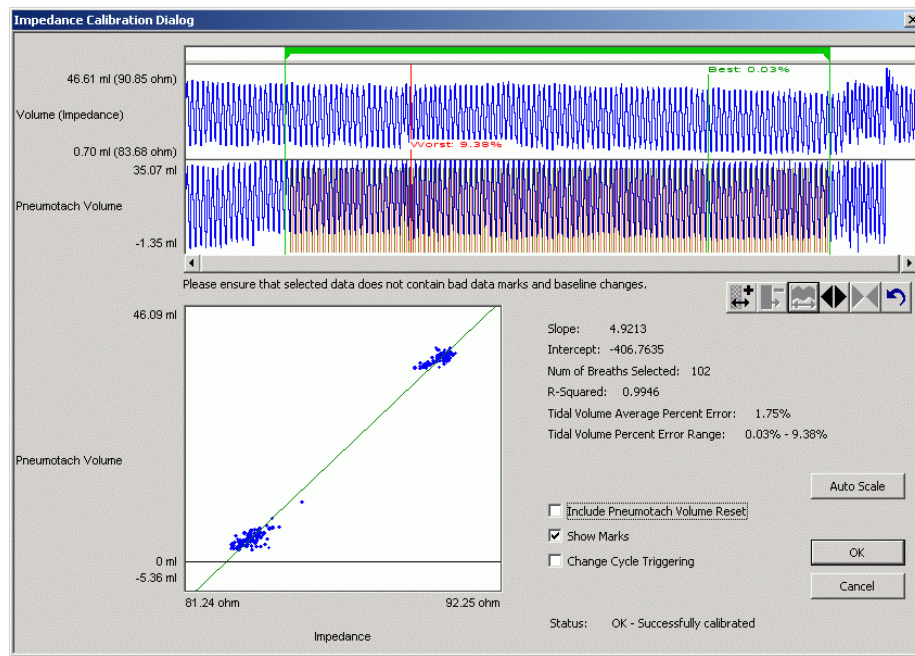 Impedance Calibration Dialog
46.61 ml (90.85 ohm)
Best: 0.03%
Volume (Impedance)
Worst: 9.38%
0.70 ml (83.68 ohm)
35.07 ml
Pneumotach Volume
-1.35 ml
Please ensure that selected data does not contain bad data marks and baseline changes.
46.09 ml
Slope: 4.9213
Intercept: -406.7635
Num of Breaths Selected: 102
R-Squared: 0.9946
Tidal Volume Average Percent Error: 1.75%
Tidal Volume Percent Error Range: 0.03% - 9.38%
Pneumotach Volume
Auto Scale
Include Pneumotach Volume Reset
Show Marks
OK
Change Cycle Triggering
0 ml
-5.36 ml
Cancel
81.24 ohm 92.25 ohm
Status: OK - Successfully calibrated
Impedance